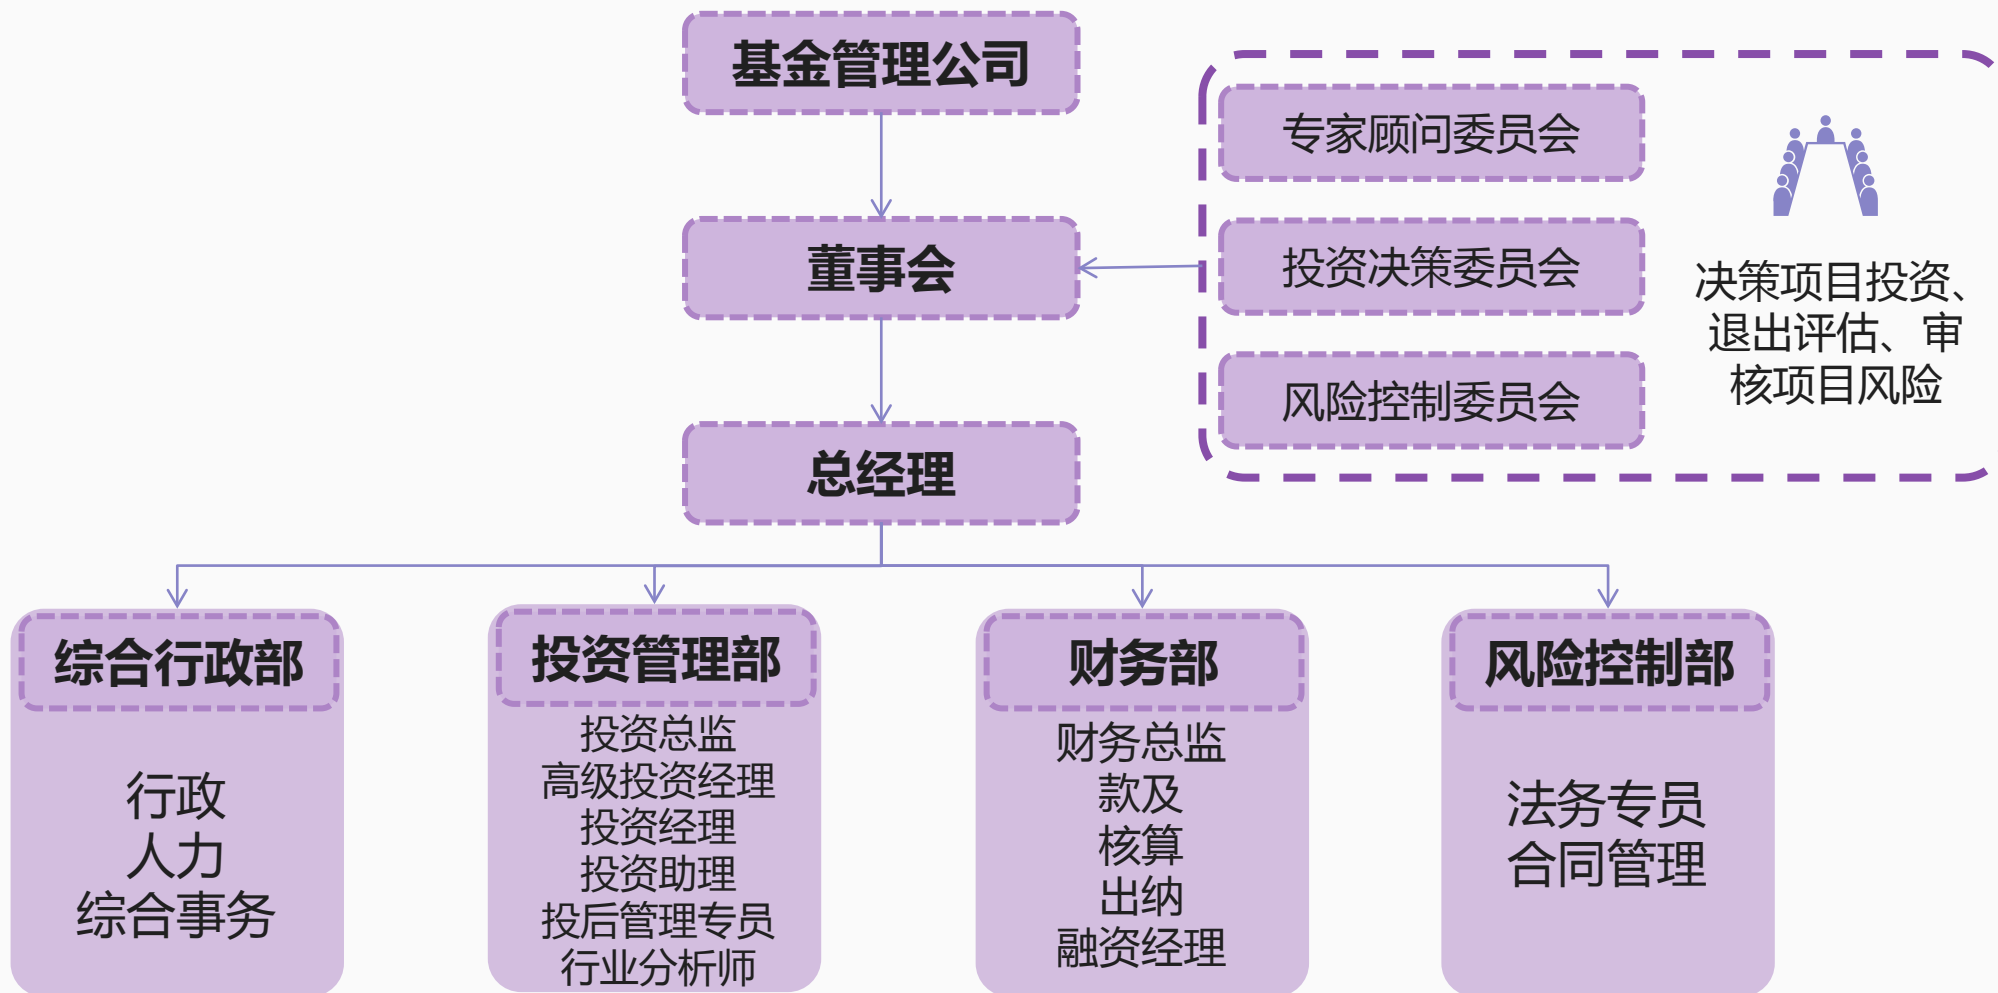 基金管理公司
董事会
总经理
专家顾问委员会
投资决策委员会
风险控制委员会
决策项目投资、
退出评估、审
核项目风险
综合行政部
行政
人力
综合事务
投资管理部
投资总监
高级投资经理
投资经理
投资助理
投后管理专员
行业分析师
财务部
财务总监
款及
核算
出纳
融资经理
风险控制部
法务专员
合同管理